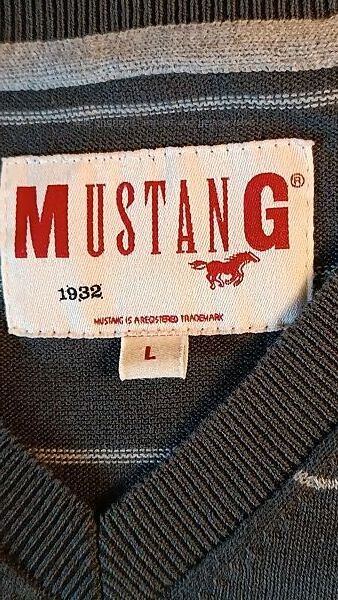 MUSTANG®
1932
MUSTANG IS A REGISTERED TRADEMARK
L